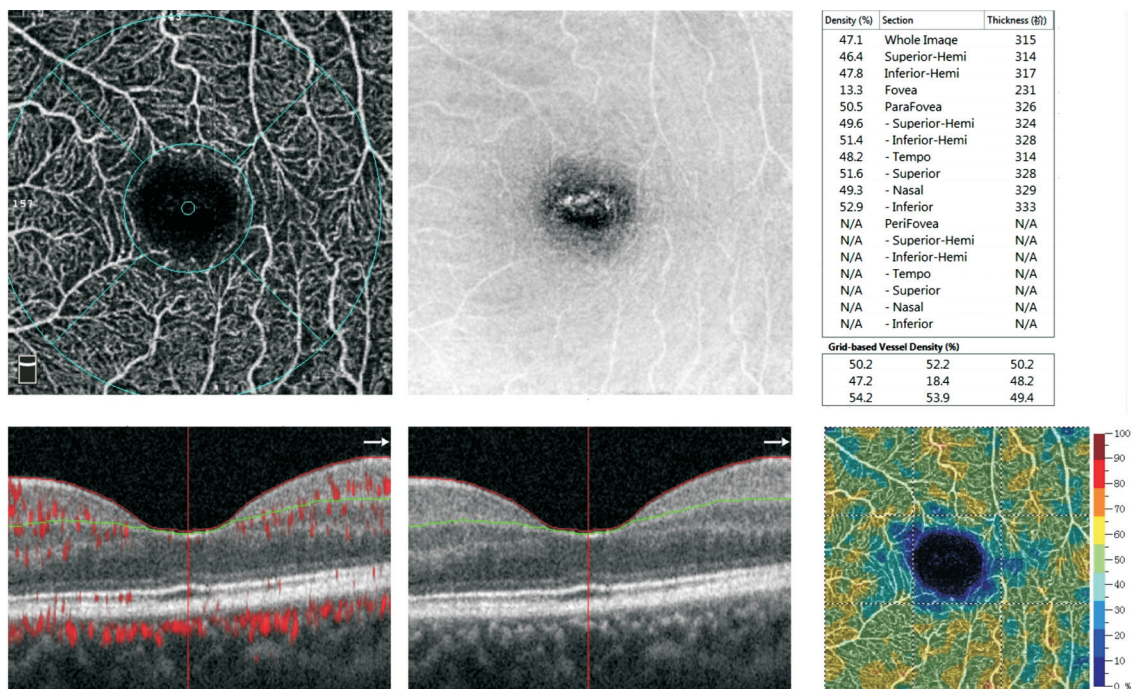 157
Density (%) Section Thickness (祄)
47.1 Whole Image 315
46.4 Superior-Hemi 314
47.8 Inferior-Hemi 317
13.3 Fovea 231
50.5 ParaFovea 326
49.6 - Superior-Hemi 324
51.4 - Inferior-Hemi 328
48.2 - Tempo 314
51.6 - Superior 328
49.3 - Nasal 329
52.9 - Inferior 333
N/A PeriFovea N/A
N/A - Superior-Hemi N/A
N/A - Inferior-Hemi N/A
N/A - Tempo N/A
N/A - Superior N/A
N/A - Nasal N/A
N/A - Inferior N/A
Grid-based Vessel Density (%)
50.2 52.2 50.2
47.2 18.4 48.2
54.2 53.9 49.4
100
90
80
70
60
50
40
30
20
10
0 %